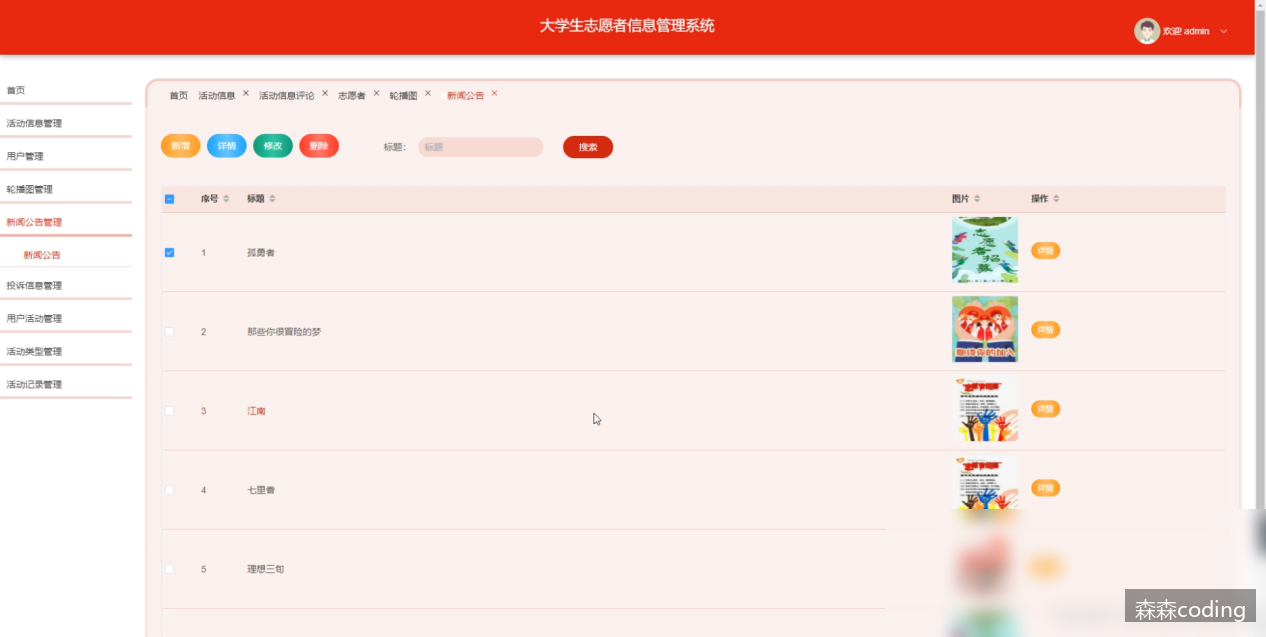 大学生志愿者信息管理系统
欢迎 admin
首页
活动信息管理
用户管理
轮播图管理
新闻公告管理
新闻公告
投诉信息管理
用户活动管理
活动类型管理
活动记录管理
首页 活动信息 × 活动信息评论 × 志愿者 × 轮播图 × 新闻公告 ×
新增 详情 修改 删除 标题: 标题 搜索
序号 标题 图片 操作
1 孤勇者 志愿者招募 详情
2 那些你很冒险的梦 期待你的加入 详情
3 江南 详情
4 七里香 详情
5 理想三旬
森森coding